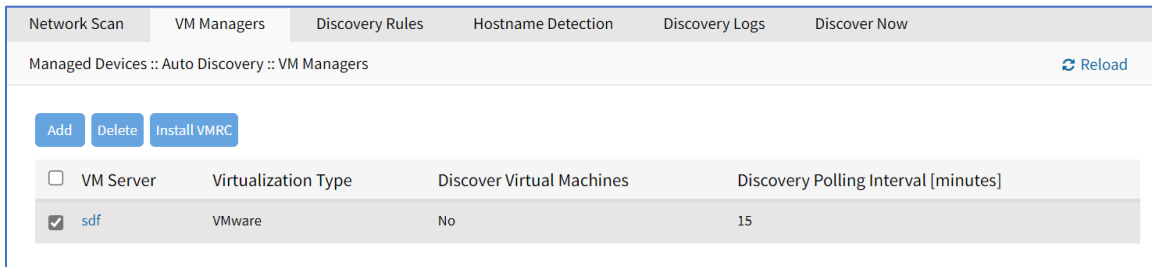 Network Scan VM Managers Discovery Rules Hostname Detection Discovery Logs Discover Now
Managed Devices :: Auto Discovery :: VM Managers Reload
Add Delete Install VMRC
VM Server Virtualization Type Discover Virtual Machines Discovery Polling Interval [minutes]
sdf VMware No 15